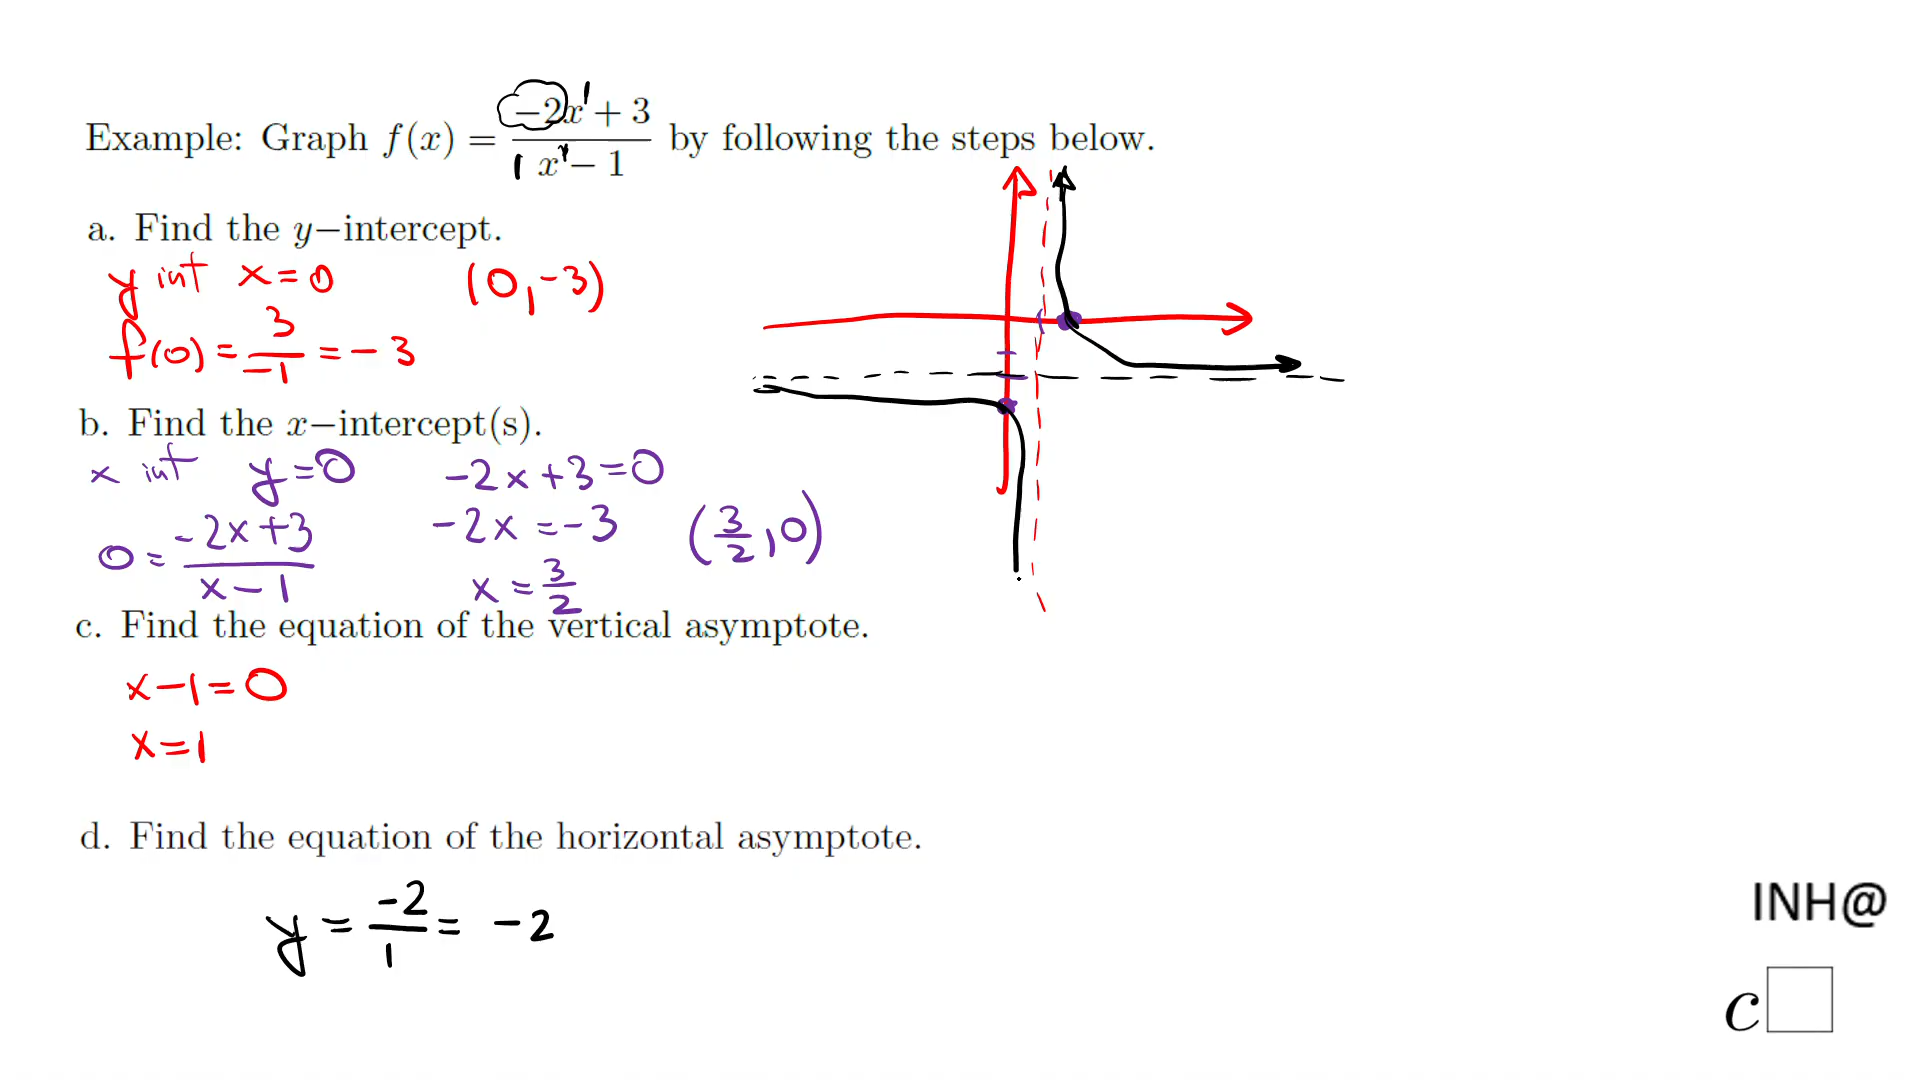 Example: Graph f(x) = (-2x¹ + 3)/(1 x¹ - 1) by following the steps below.
a. Find the y-intercept.
y int x = 0 (0, -3)
f(0) = 3/-1 = -3
b. Find the x-intercept(s).
x int y = 0 -2x + 3 = 0
0 = (-2x + 3)/(x - 1) -2x = -3 (3/2, 0)
x = 3/2
c. Find the equation of the vertical asymptote.
x - 1 = 0
x = 1
d. Find the equation of the horizontal asymptote.
y = -2/1 = -2
INH@
c